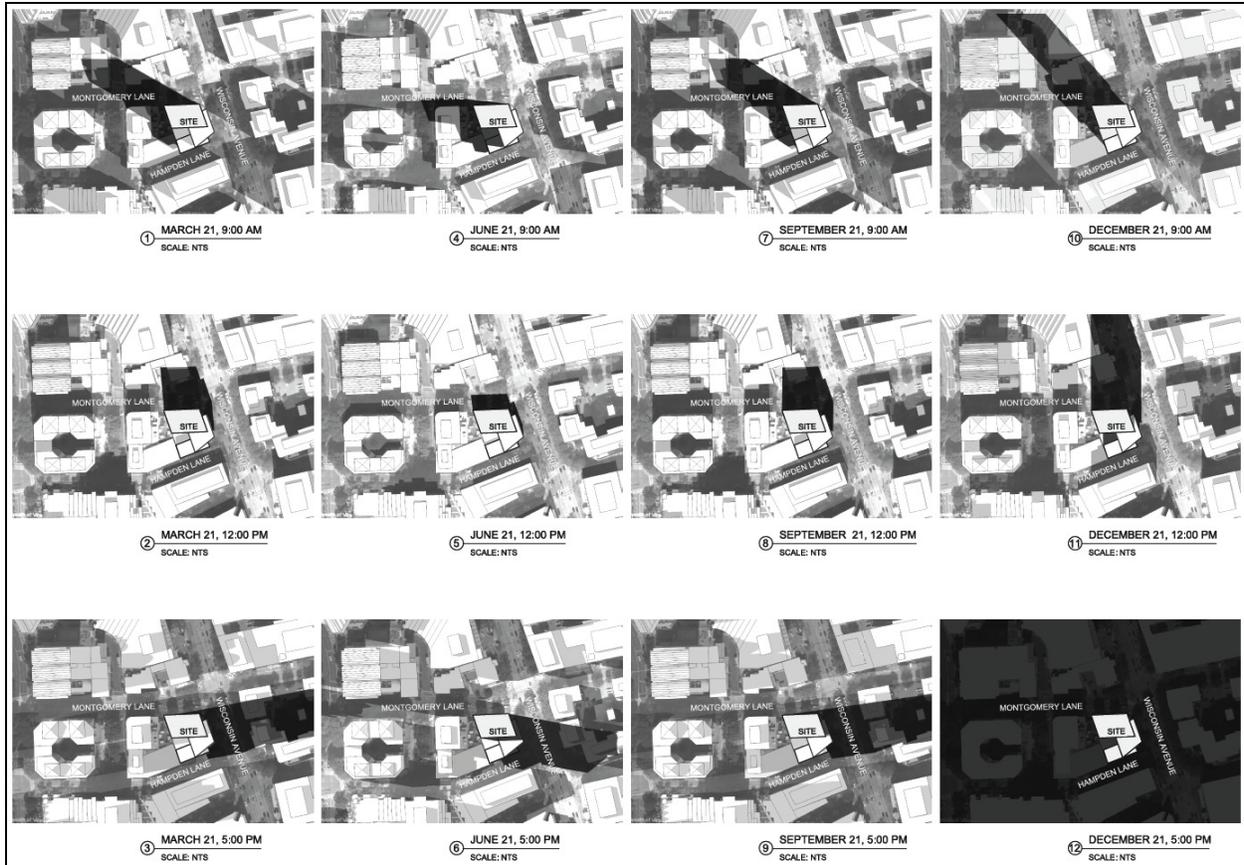 MONTGOMERY LANE
SITE
WISCONSIN AVENUE
HAMPDEN LANE
1 MARCH 21, 9:00 AM
SCALE: NTS
MONTGOMERY LANE
SITE
WISCONSIN AVENUE
HAMPDEN LANE
4 JUNE 21, 9:00 AM
SCALE: NTS
MONTGOMERY LANE
SITE
WISCONSIN AVENUE
HAMPDEN LANE
7 SEPTEMBER 21, 9:00 AM
SCALE: NTS
MONTGOMERY LANE
SITE
WISCONSIN AVENUE
HAMPDEN LANE
10 DECEMBER 21, 9:00 AM
SCALE: NTS
MONTGOMERY LANE
SITE
WISCONSIN AVENUE
HAMPDEN LANE
2 MARCH 21, 12:00 PM
SCALE: NTS
MONTGOMERY LANE
SITE
WISCONSIN AVENUE
HAMPDEN LANE
5 JUNE 21, 12:00 PM
SCALE: NTS
MONTGOMERY LANE
SITE
WISCONSIN AVENUE
HAMPDEN LANE
8 SEPTEMBER 21, 12:00 PM
SCALE: NTS
MONTGOMERY LANE
SITE
WISCONSIN AVENUE
HAMPDEN LANE
11 DECEMBER 21, 12:00 PM
SCALE: NTS
MONTGOMERY LANE
SITE
WISCONSIN AVENUE
HAMPDEN LANE
3 MARCH 21, 5:00 PM
SCALE: NTS
MONTGOMERY LANE
SITE
WISCONSIN AVENUE
HAMPDEN LANE
6 JUNE 21, 5:00 PM
SCALE: NTS
MONTGOMERY LANE
SITE
WISCONSIN AVENUE
HAMPDEN LANE
9 SEPTEMBER 21, 5:00 PM
SCALE: NTS
MONTGOMERY LANE
SITE
WISCONSIN AVENUE
HAMPDEN LANE
12 DECEMBER 21, 5:00 PM
SCALE: NTS